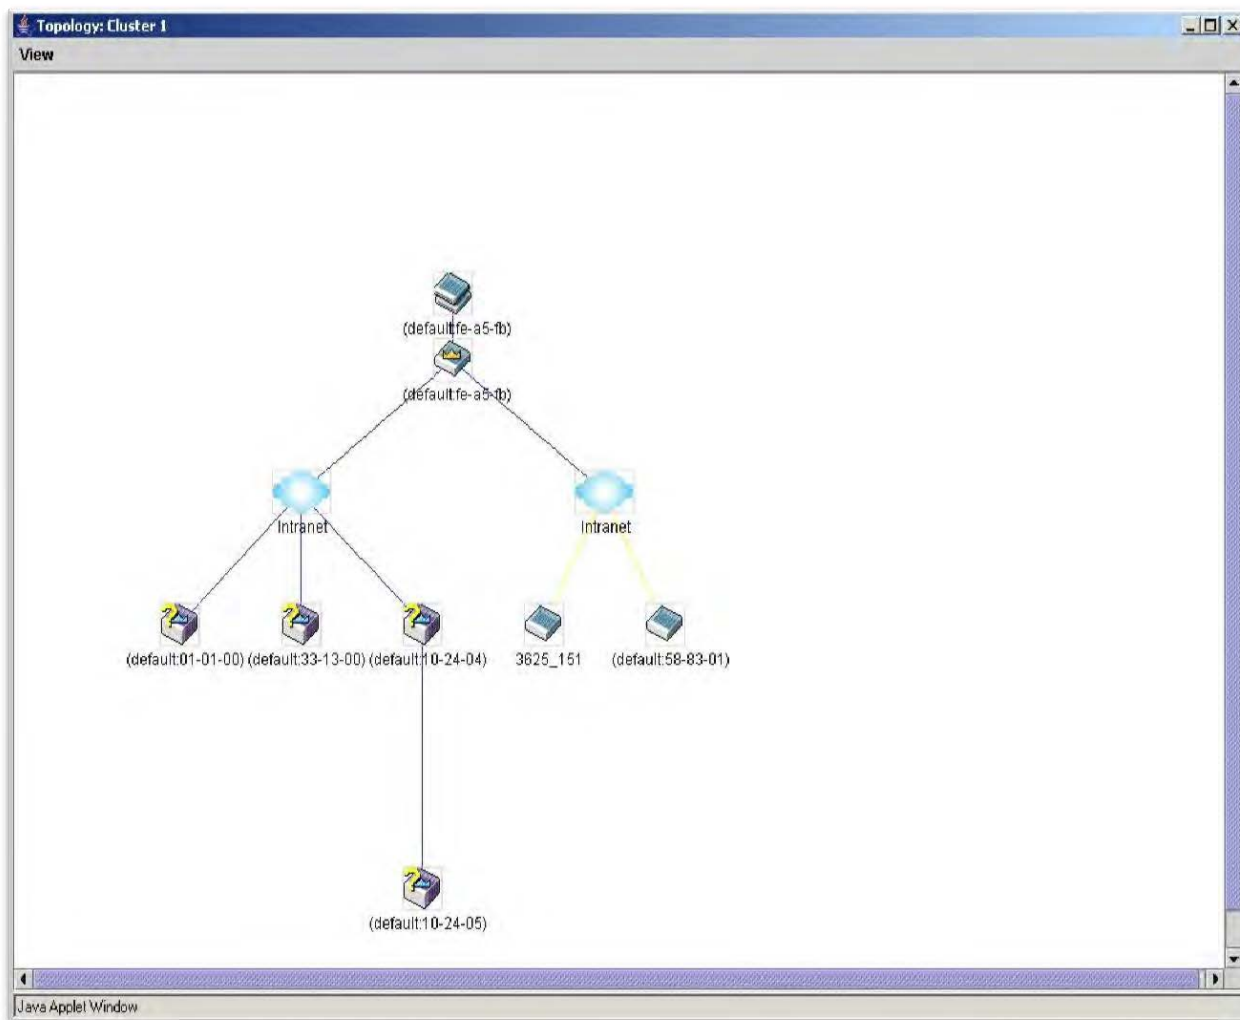 Topology: Cluster 1
View
(default:fe-a5-fb)
(default:fe-a5-fb)
Intranet
Intranet
(default:01-01-00)
(default:33-13-00)
(default:10-24-04)
3625_151
(default:58-83-01)
(default:10-24-05)
Java Applet Window